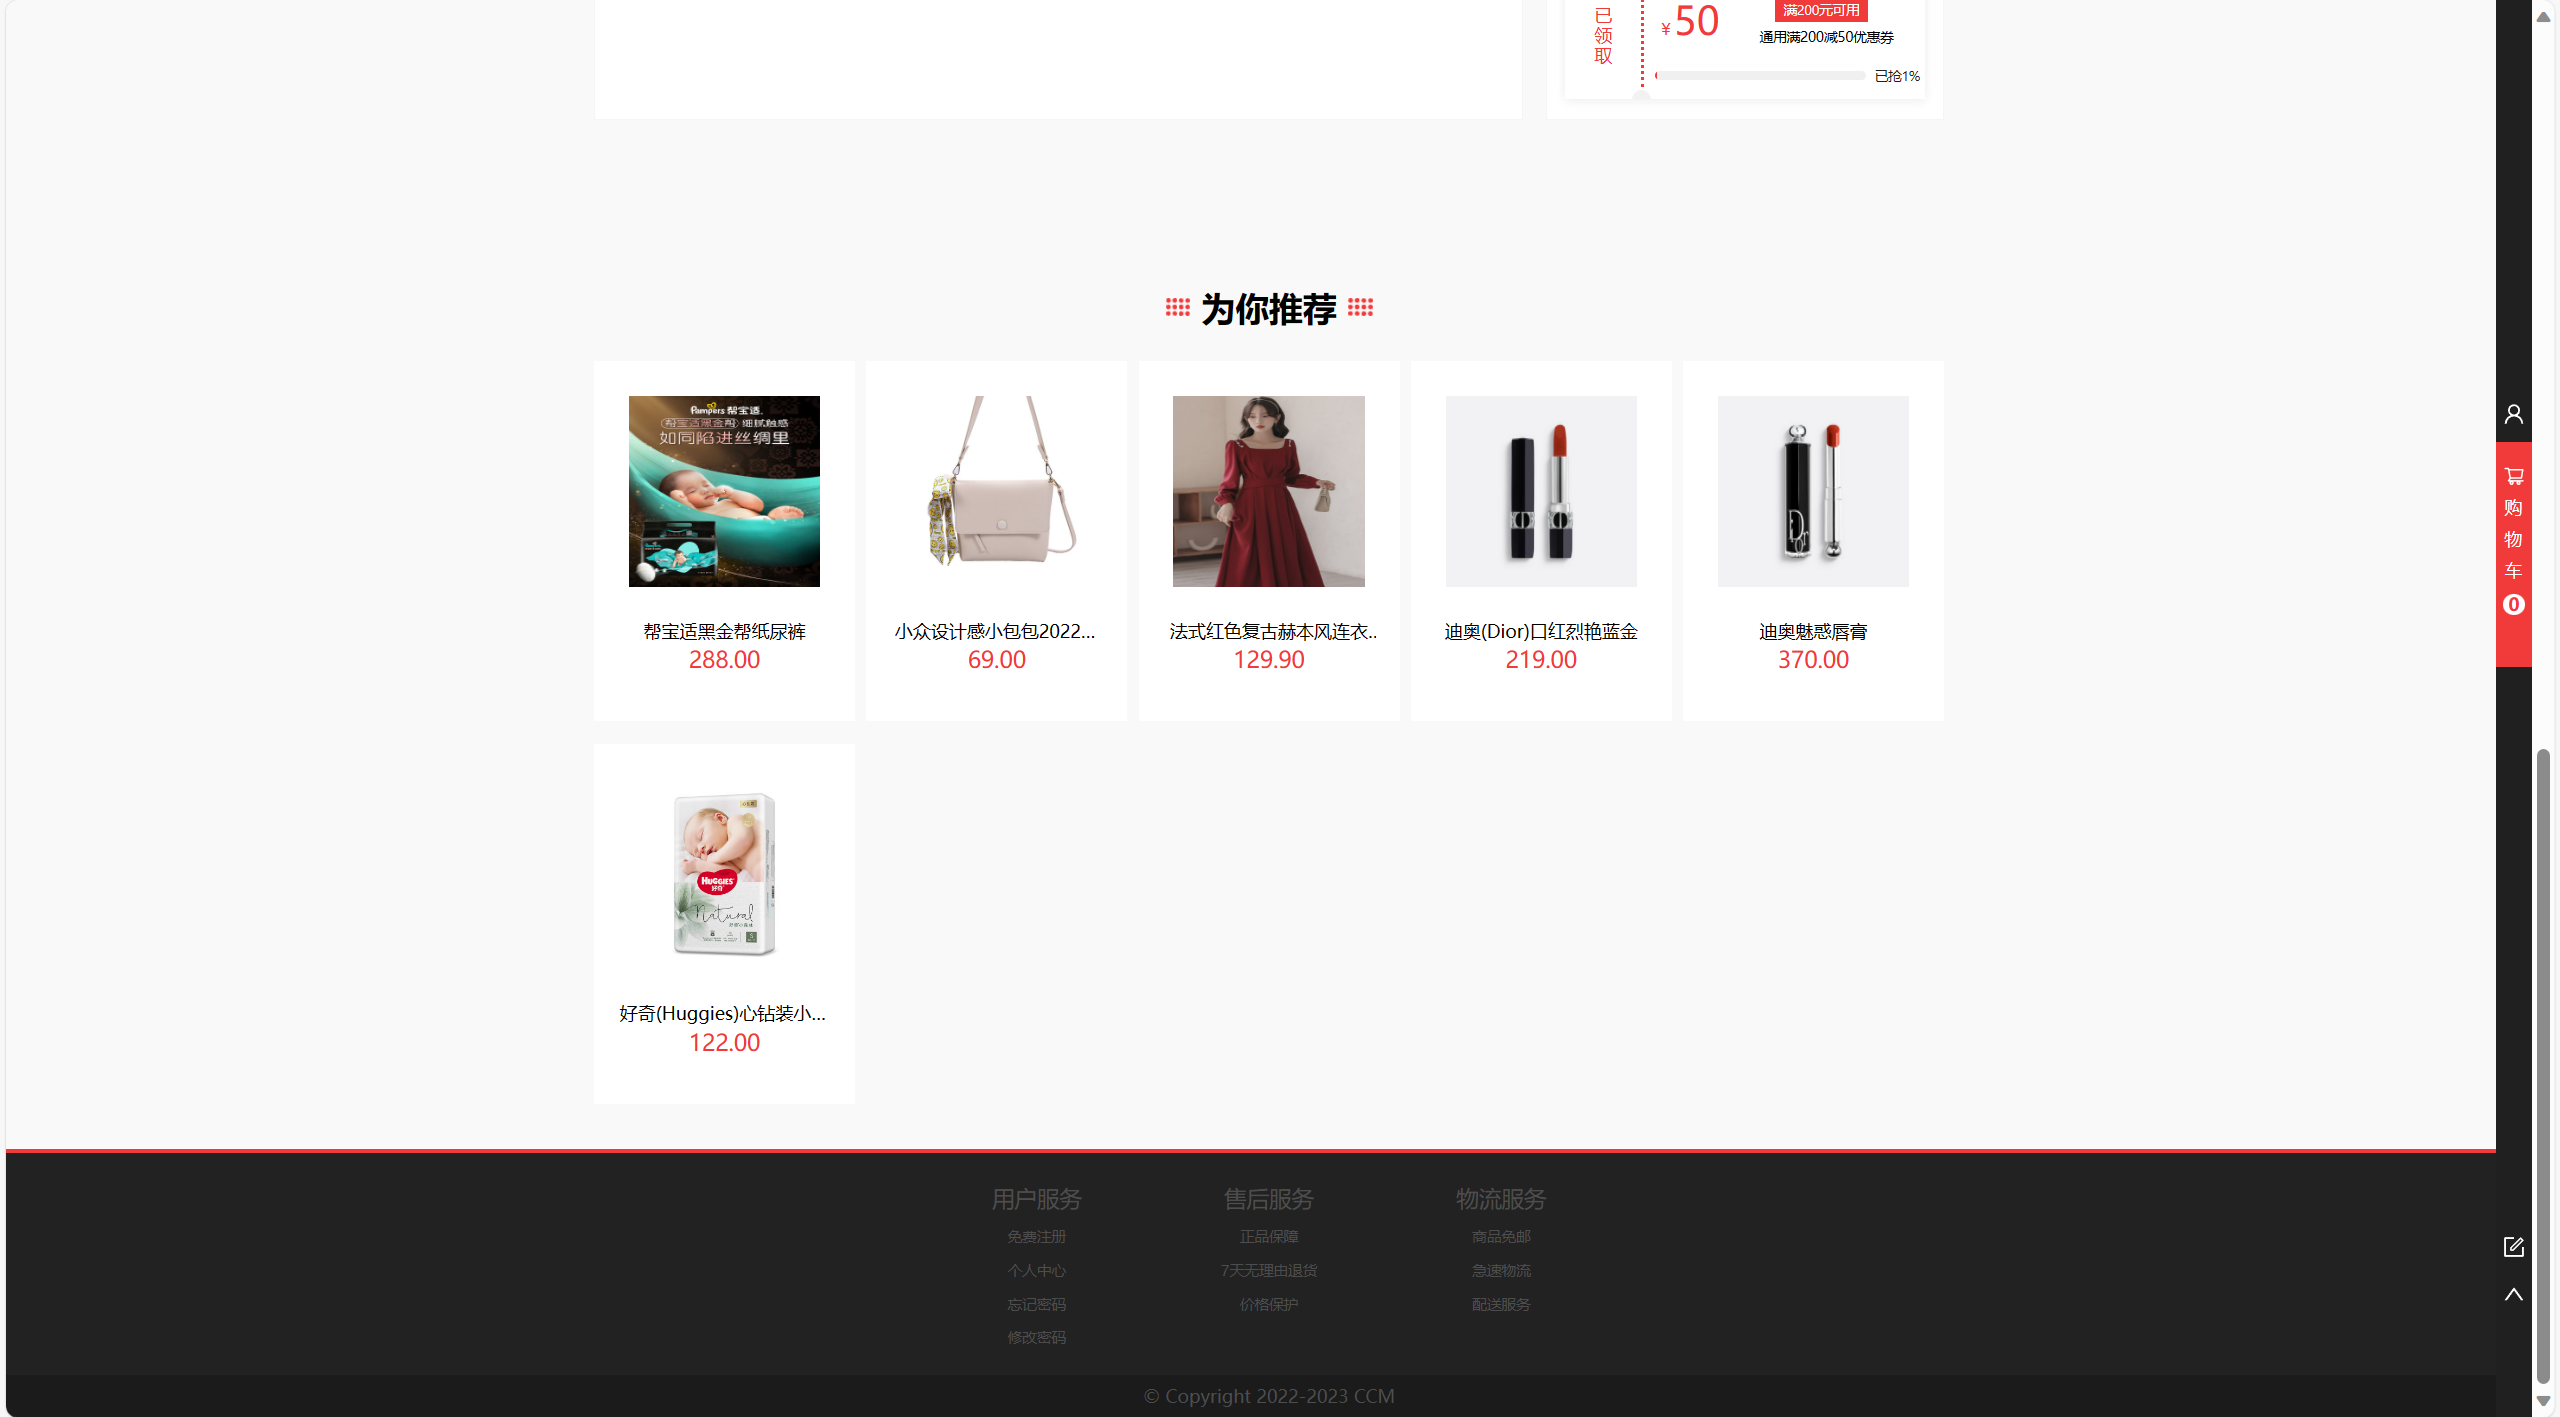 已
领
取
¥50
满200元可用
通用满200减50优惠券
已抢1%
为你推荐
Pampers 帮宝适
帮宝适黑金帮 细腻触感
如同陷进丝绸里
帮宝适黑金帮纸尿裤
288.00
小众设计感小包包2022...
69.00
法式红色复古赫本风连衣..
129.90
迪奥(Dior)口红烈艳蓝金
219.00
Dior
迪奥魅惑唇膏
370.00
HUGGIES
好奇
Natural
好奇(Huggies)心钻装小...
122.00
购
物
车
0
用户服务
免费注册
个人中心
忘记密码
修改密码
售后服务
正品保障
7天无理由退货
价格保护
物流服务
商品免邮
急速物流
配送服务
© Copyright 2022-2023 CCM